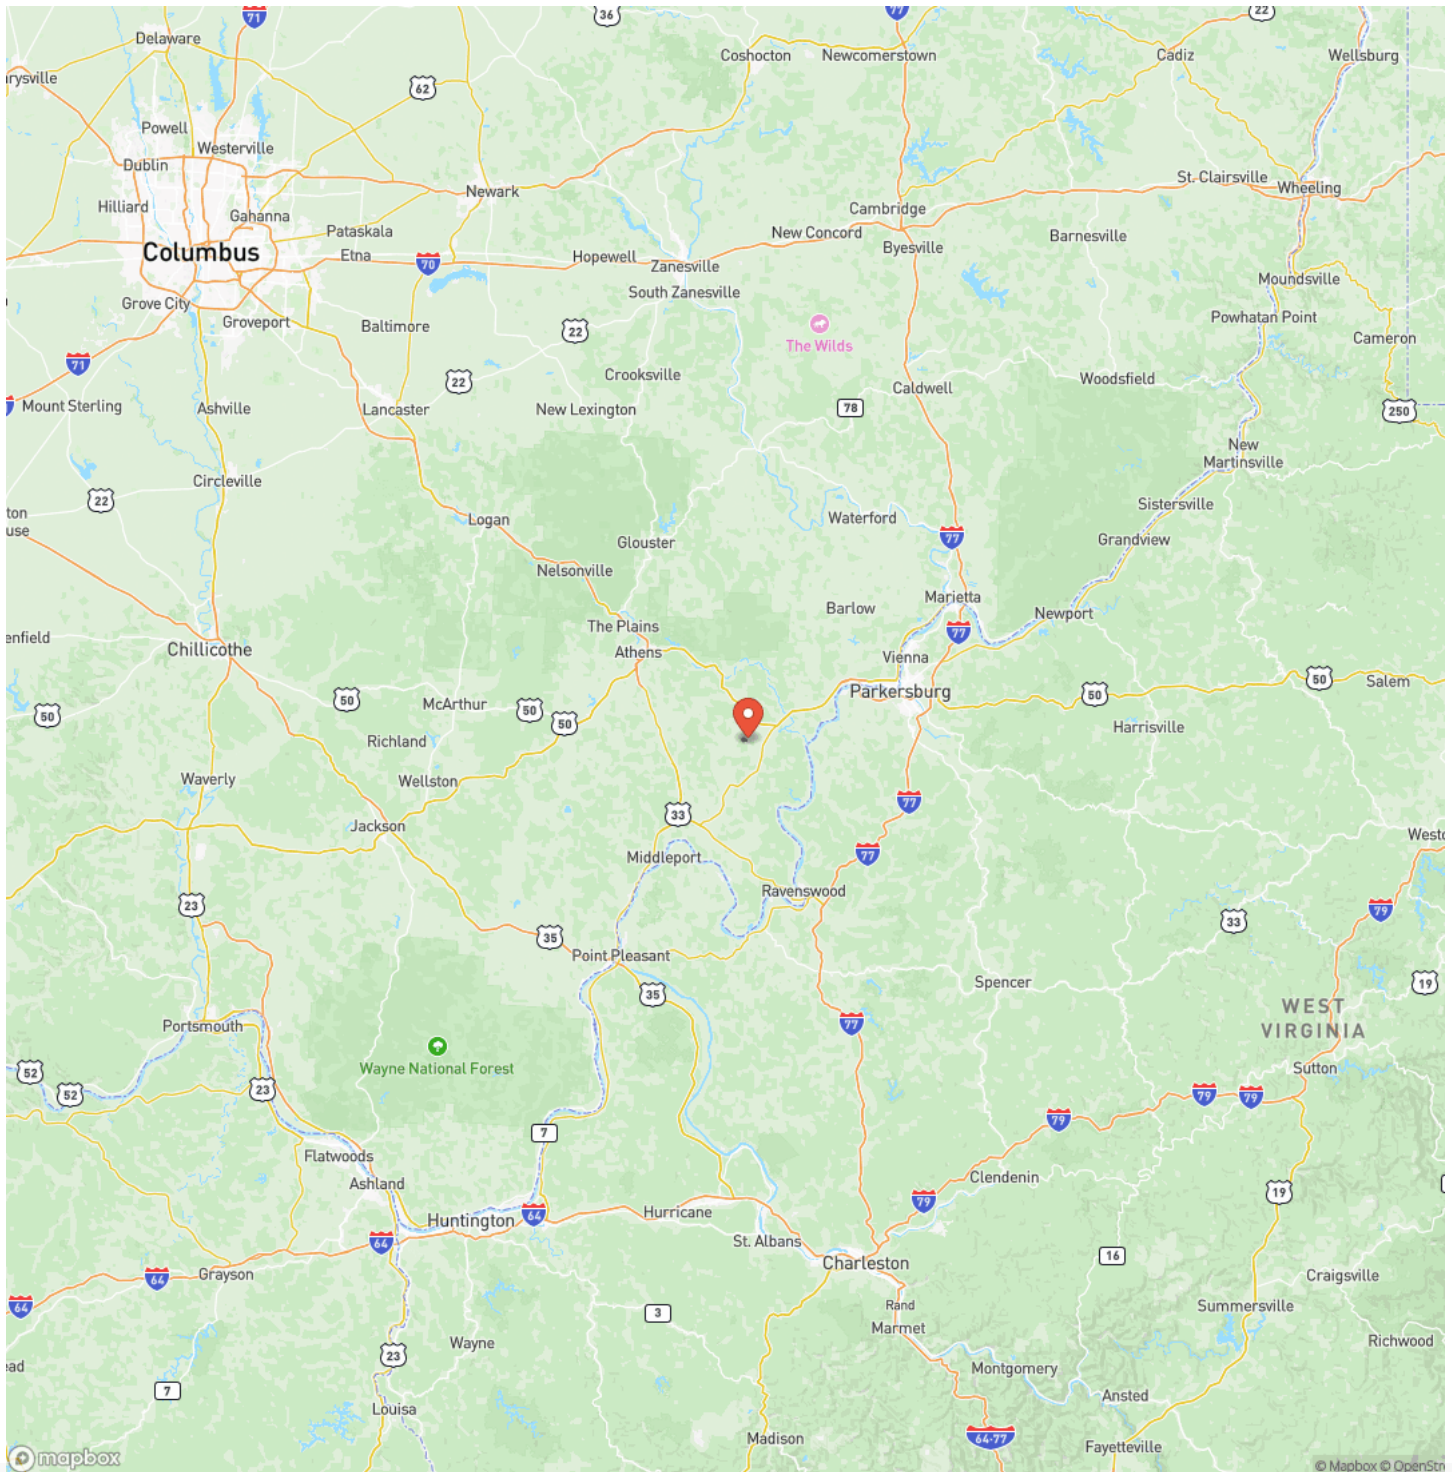 71
36
77
22
Delaware
Coshocton
Newcomerstown
Cadiz
Wellsburg
rysville
62
Powell
Westerville
Dublin
Newark
St. Clairsville
Wheeling
Hilliard
Gahanna
Cambridge
Pataskala
New Concord
Barnesville
Columbus
Etna
Hopewell
Byesville
70
Zanesville
Moundsville
South Zanesville
Grove City
Groveport
Baltimore
22
Powhatan Point
The Wilds
Cameron
71
Crooksville
22
Woodsfield
Caldwell
Mount Sterling
Ashville
Lancaster
New Lexington
78
250
New
Martinsville
Circleville
22
Sistersville
ton
use
Logan
Waterford
77
Grandview
Glouster
Nelsonville
Marietta
Barlow
Newport
The Plains
77
enfield
Chillicothe
Athens
Vienna
50
Salem
Parkersburg
50
50
McArthur
50
50
50
Harrisville
Richland
Waverly
Wellston
77
33
Jackson
Westo
Middleport
77
Ravenswood
23
79
33
35
Point Pleasant
Spencer
19
35
WEST
VIRGINIA
77
Portsmouth
Wayne National Forest
Sutton
52
52
23
79
79
79
7
Flatwoods
Clendenin
Ashland
19
79
Huntington
64
Hurricane
64
St. Albans
Charleston
16
Grayson
64
Craigsville
64
Rand
Summersville
3
Marmet
Wayne
Richwood
23
ead
Montgomery
7
Ansted
Louisa
Madison
64-77
Fayetteville
mapbox
© Mapbox © OpenStr